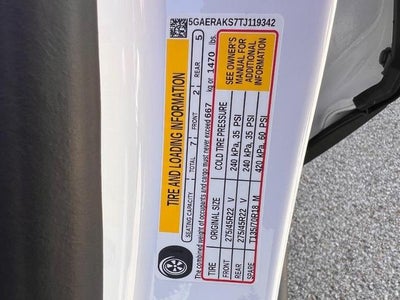 5GAERAKS7TJ119342
TIRE AND LOADING INFORMATION
SEATING CAPACITY TOTAL 7 FRONT 2 REAR 5
The combined weight of occupants and cargo must never exceed 667 kg or 1470 lbs.
TIRE ORIGINAL SIZE COLD TIRE PRESSURE
FRONT 275/45R22 V 240 kPa, 35 PSI
REAR 275/45R22 V 240 kPa, 35 PSI
SPARE T135/70R18 M 420 kPa, 60 PSI
SEE OWNER'S
MANUAL FOR
ADDITIONAL
INFORMATION